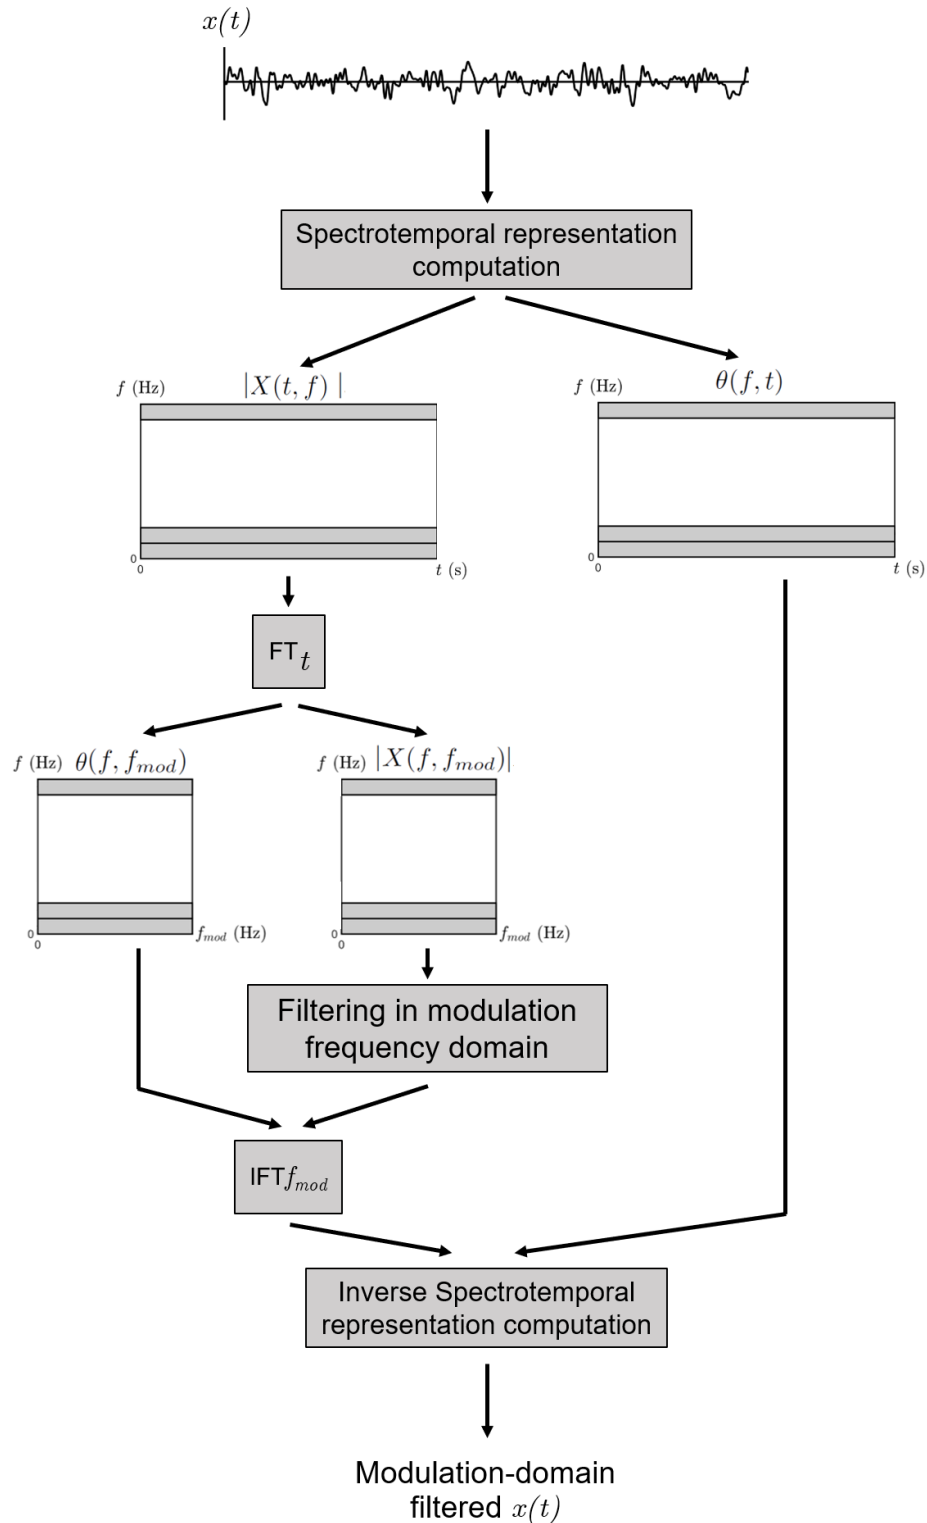 x(t)
Spectrotemporal representation
computation
f (Hz) |X(t, f) |
f (Hz) θ(f, t)
0
0 t (s)
0
0 t (s)
FTt
f (Hz) θ(f, fmod)
f (Hz) |X(f, fmod)|
0 fmod (Hz)
0
0 fmod (Hz)
0
Filtering in modulation
frequency domain
IFTfmod
Inverse Spectrotemporal
representation computation
Modulation-domain
filtered x(t)